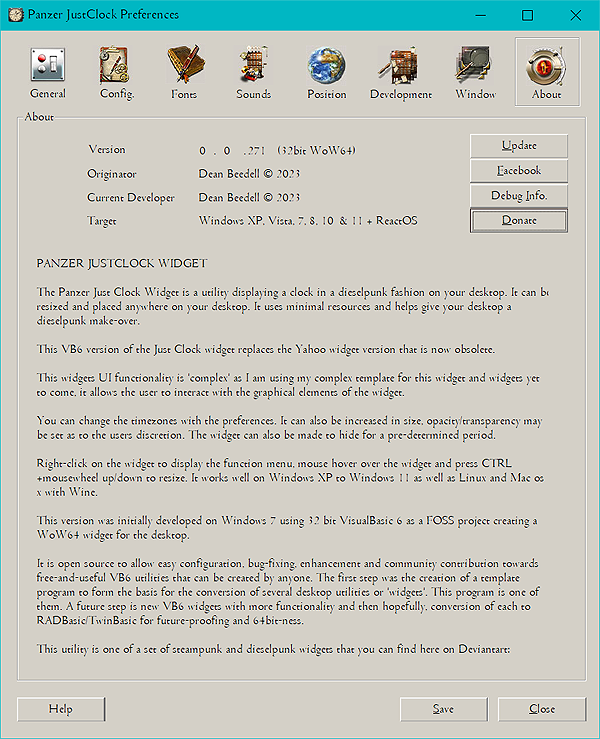 Panzer JustClock Preferences
General Config. Fonts Sounds Position Development Window About
About
Version 0 . 0 .271 (32bit WoW64)
Update
Originator Dean Beedell © 2023
Facebook
Current Developer Dean Beedell © 2023
Debug Info.
Target Windows XP, Vista, 7, 8, 10 & 11 + ReactOS
Donate
PANZER JUSTCLOCK WIDGET
The Panzer Just Clock Widget is a utility displaying a clock in a dieselpunk fashion on your desktop. It can be
resized and placed anywhere on your desktop. It uses minimal resources and helps give your desktop a
dieselpunk make-over.
This VB6 version of the Just Clock widget replaces the Yahoo widget version that is now obsolete.
This widgets UI functionality is 'complex' as I am using my complex template for this widget and widgets yet
to come, it allows the user to interact with the graphical elements of the widget.
You can change the timezones with the preferences. It can also be increased in size, opacity/transparency may
be set as to the users discretion. The widget can also be made to hide for a pre-determined period.
Right-click on the widget to display the function menu, mouse hover over the widget and press CTRL
+mousewheel up/down to resize. It works well on Windows XP to Windows 11 as well as Linux and Mac os
x with Wine.
This version was initially developed on Windows 7 using 32 bit VisualBasic 6 as a FOSS project creating a
WoW64 widget for the desktop.
It is open source to allow easy configuration, bug-fixing, enhancement and community contribution towards
free-and-useful VB6 utilities that can be created by anyone. The first step was the creation of a template
program to form the basis for the conversion of several desktop utilities or 'widgets'. This program is one of
them. A future step is new VB6 widgets with more functionality and then hopefully, conversion of each to
RADBasic/TwinBasic for future-proofing and 64bit-ness.
This utility is one of a set of steampunk and dieselpunk widgets that you can find here on Deviantart:
Help Save Close